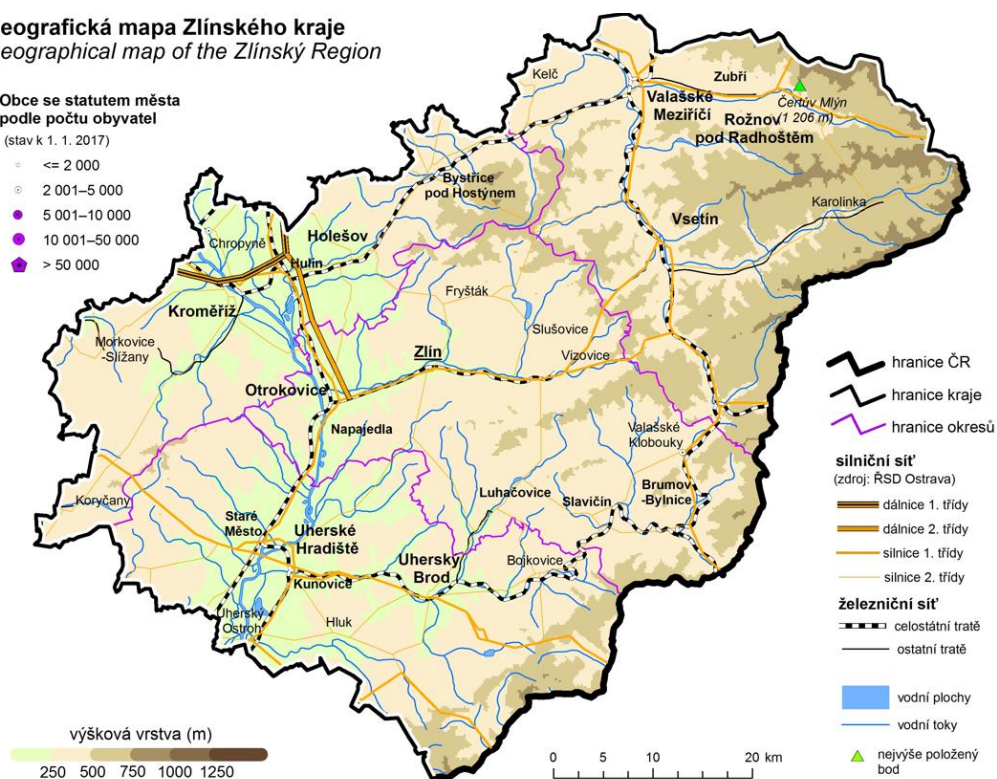 eografická mapa Zlínského kraje
eographical map of the Zlínský Region
Obce se statutem města
podle počtu obyvatel
(stav k 1. 1. 2017)
<= 2 000
2 001–5 000
5 001–10 000
10 001–50 000
> 50 000
Kelč
Zubří
Valašské
Meziříčí
Čertův Mlýn
(1 206 m)
Rožnov
pod Radhoštěm
Bystřice
pod Hostýnem
Karolinka
Vsetín
Chropyně
Holešov
Hulín
Fryšták
Kroměříž
Slušovice
Morkovice
-Slížany
Zlín
Vizovice
Otrokovice
Napajedla
Valašské
Klobouky
Koryčany
Luhačovice
Slavičín
Brumov
-Bylnice
Staré
Město
Uherské
Hradiště
Uherský
Brod
Bojkovice
Kunovice
Uherský
Ostroh
Hluk
hranice ČR
hranice kraje
hranice okresů
silniční síť
(zdroj: ŘSD Ostrava)
dálnice 1. třídy
dálnice 2. třídy
silnice 1. třídy
silnice 2. třídy
železniční síť
celostátní tratě
ostatní tratě
vodní plochy
vodní toky
nejvýše položený
bod
výšková vrstva (m)
250 500 750 1000 1250
0 5 10 20 km